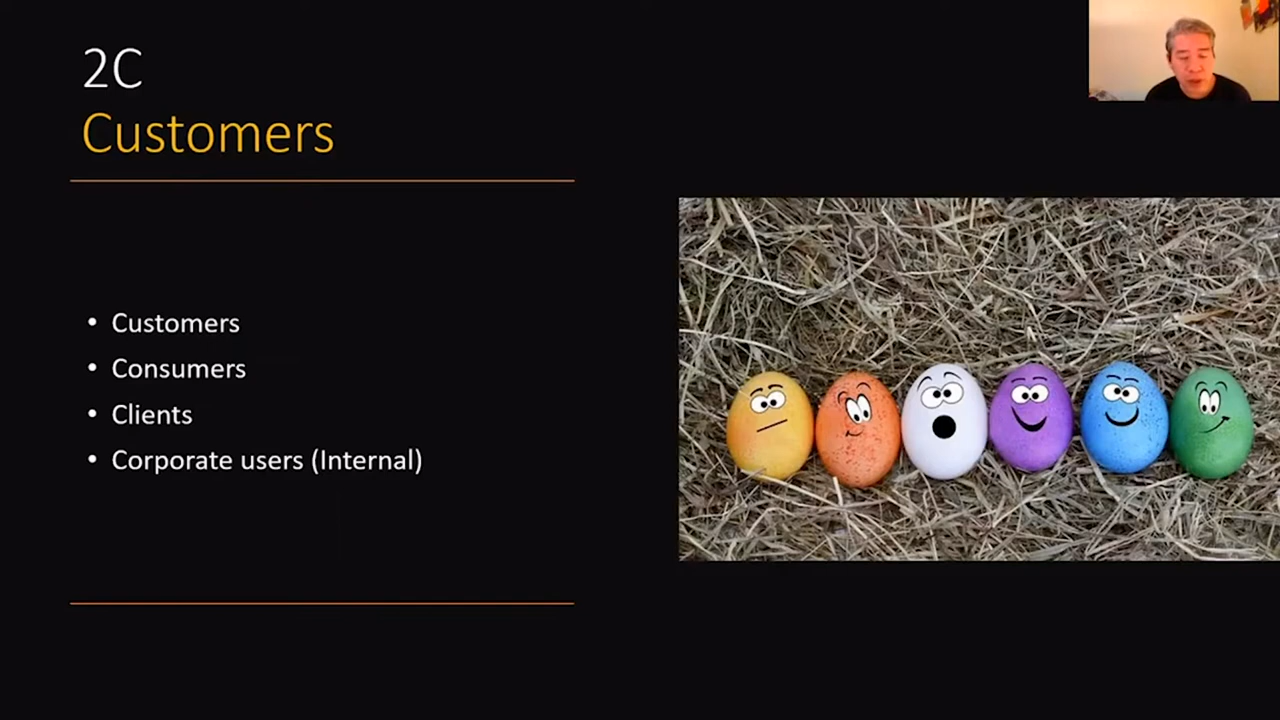 2C
Customers
• Customers
• Consumers
• Clients
• Corporate users (Internal)